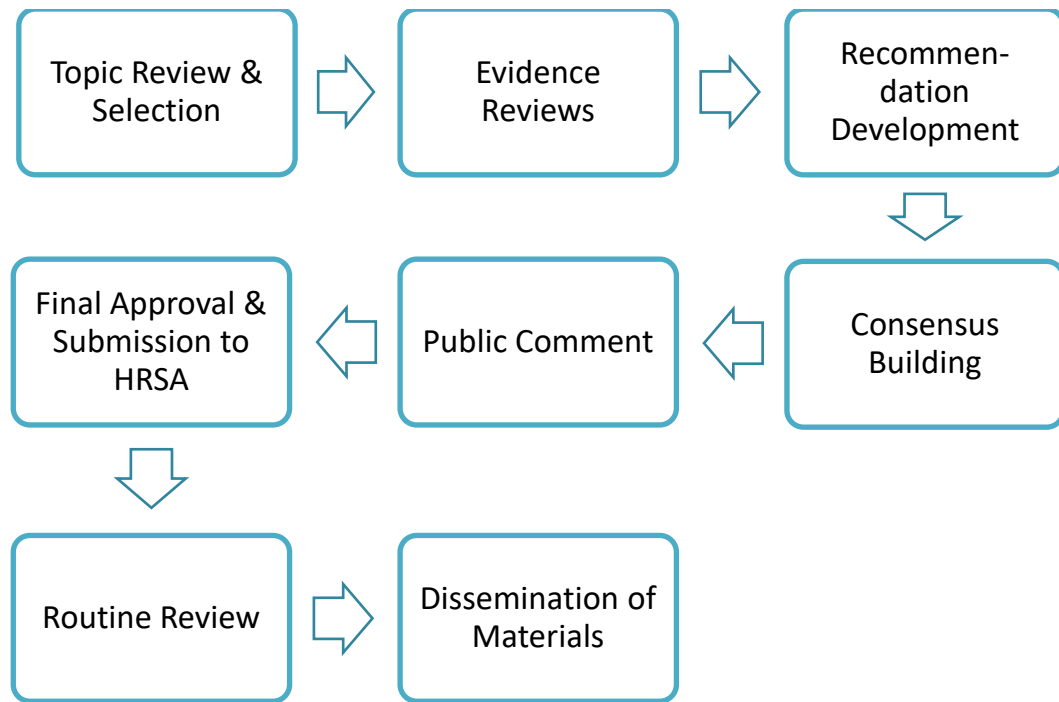 Topic Review &
Selection
Evidence
Reviews
Recommen-
dation
Development
Consensus
Building
Public Comment
Final Approval &
Submission to
HRSA
Routine Review
Dissemination of
Materials